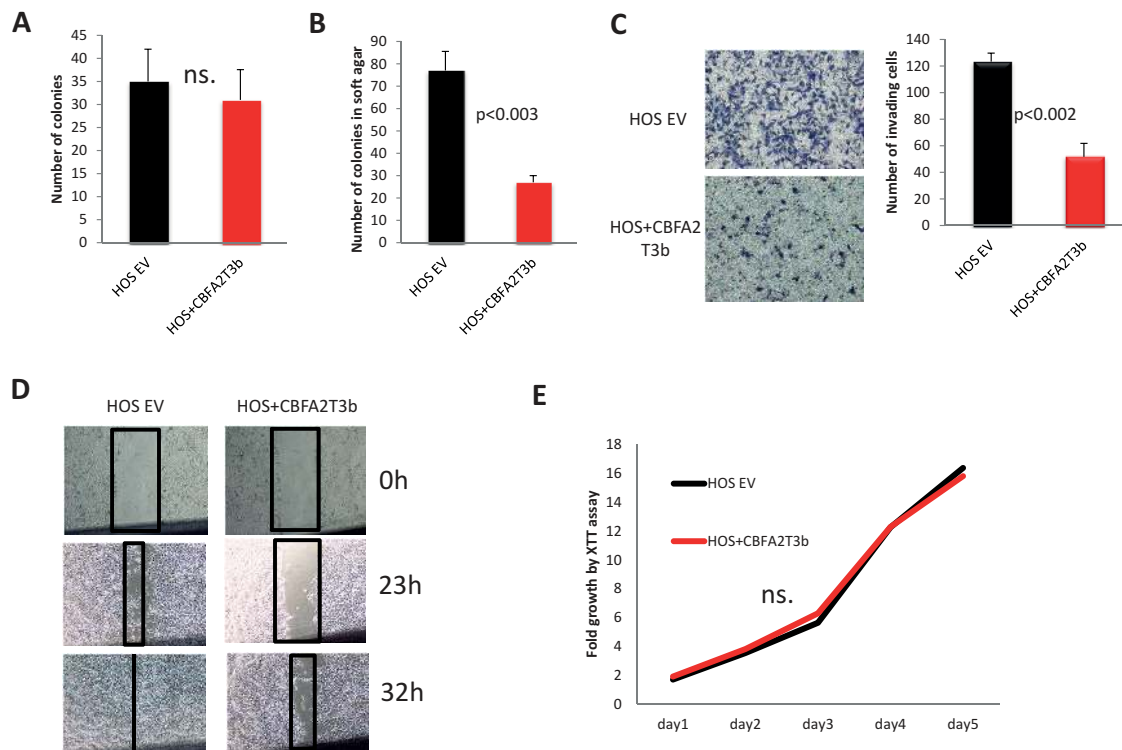 A
Number of colonies
45
40
35
30
25
20
15
10
5
0
ns.
HOS EV
HOS+CBFA2T3b
B
Number of colonies in soft agar
90
80
70
60
50
40
30
20
10
0
p<0.003
HOS EV
HOS+CBFA2T3b
C
HOS EV
HOS+CBFA2
T3b
Number of invading cells
140
120
100
80
60
40
20
0
p<0.002
HOS EV
HOS+CBFA2T3b
D
HOS EV
HOS+CBFA2T3b
0h
23h
32h
E
Fold growth by XTT assay
18
16
14
12
10
8
6
4
2
0
HOS EV
HOS+CBFA2T3b
ns.
day1
day2
day3
day4
day5